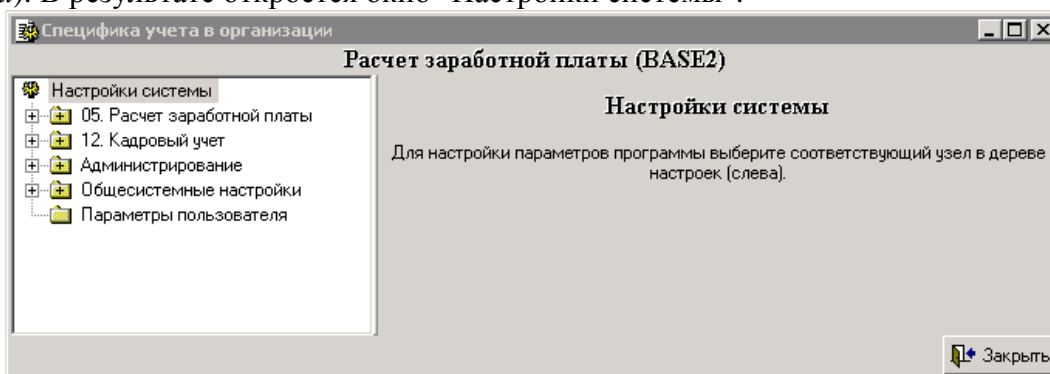 а). В результате откроется окно "Настройки системы".
Специфика учета в организации
Расчет заработной платы (BASE2)
Настройки системы
05. Расчет заработной платы
12. Кадровый учет
Администрирование
Общесистемные настройки
Параметры пользователя
Настройки системы
Для настройки параметров программы выберите соответствующий узел в дереве
настроек (слева).
Закрыть